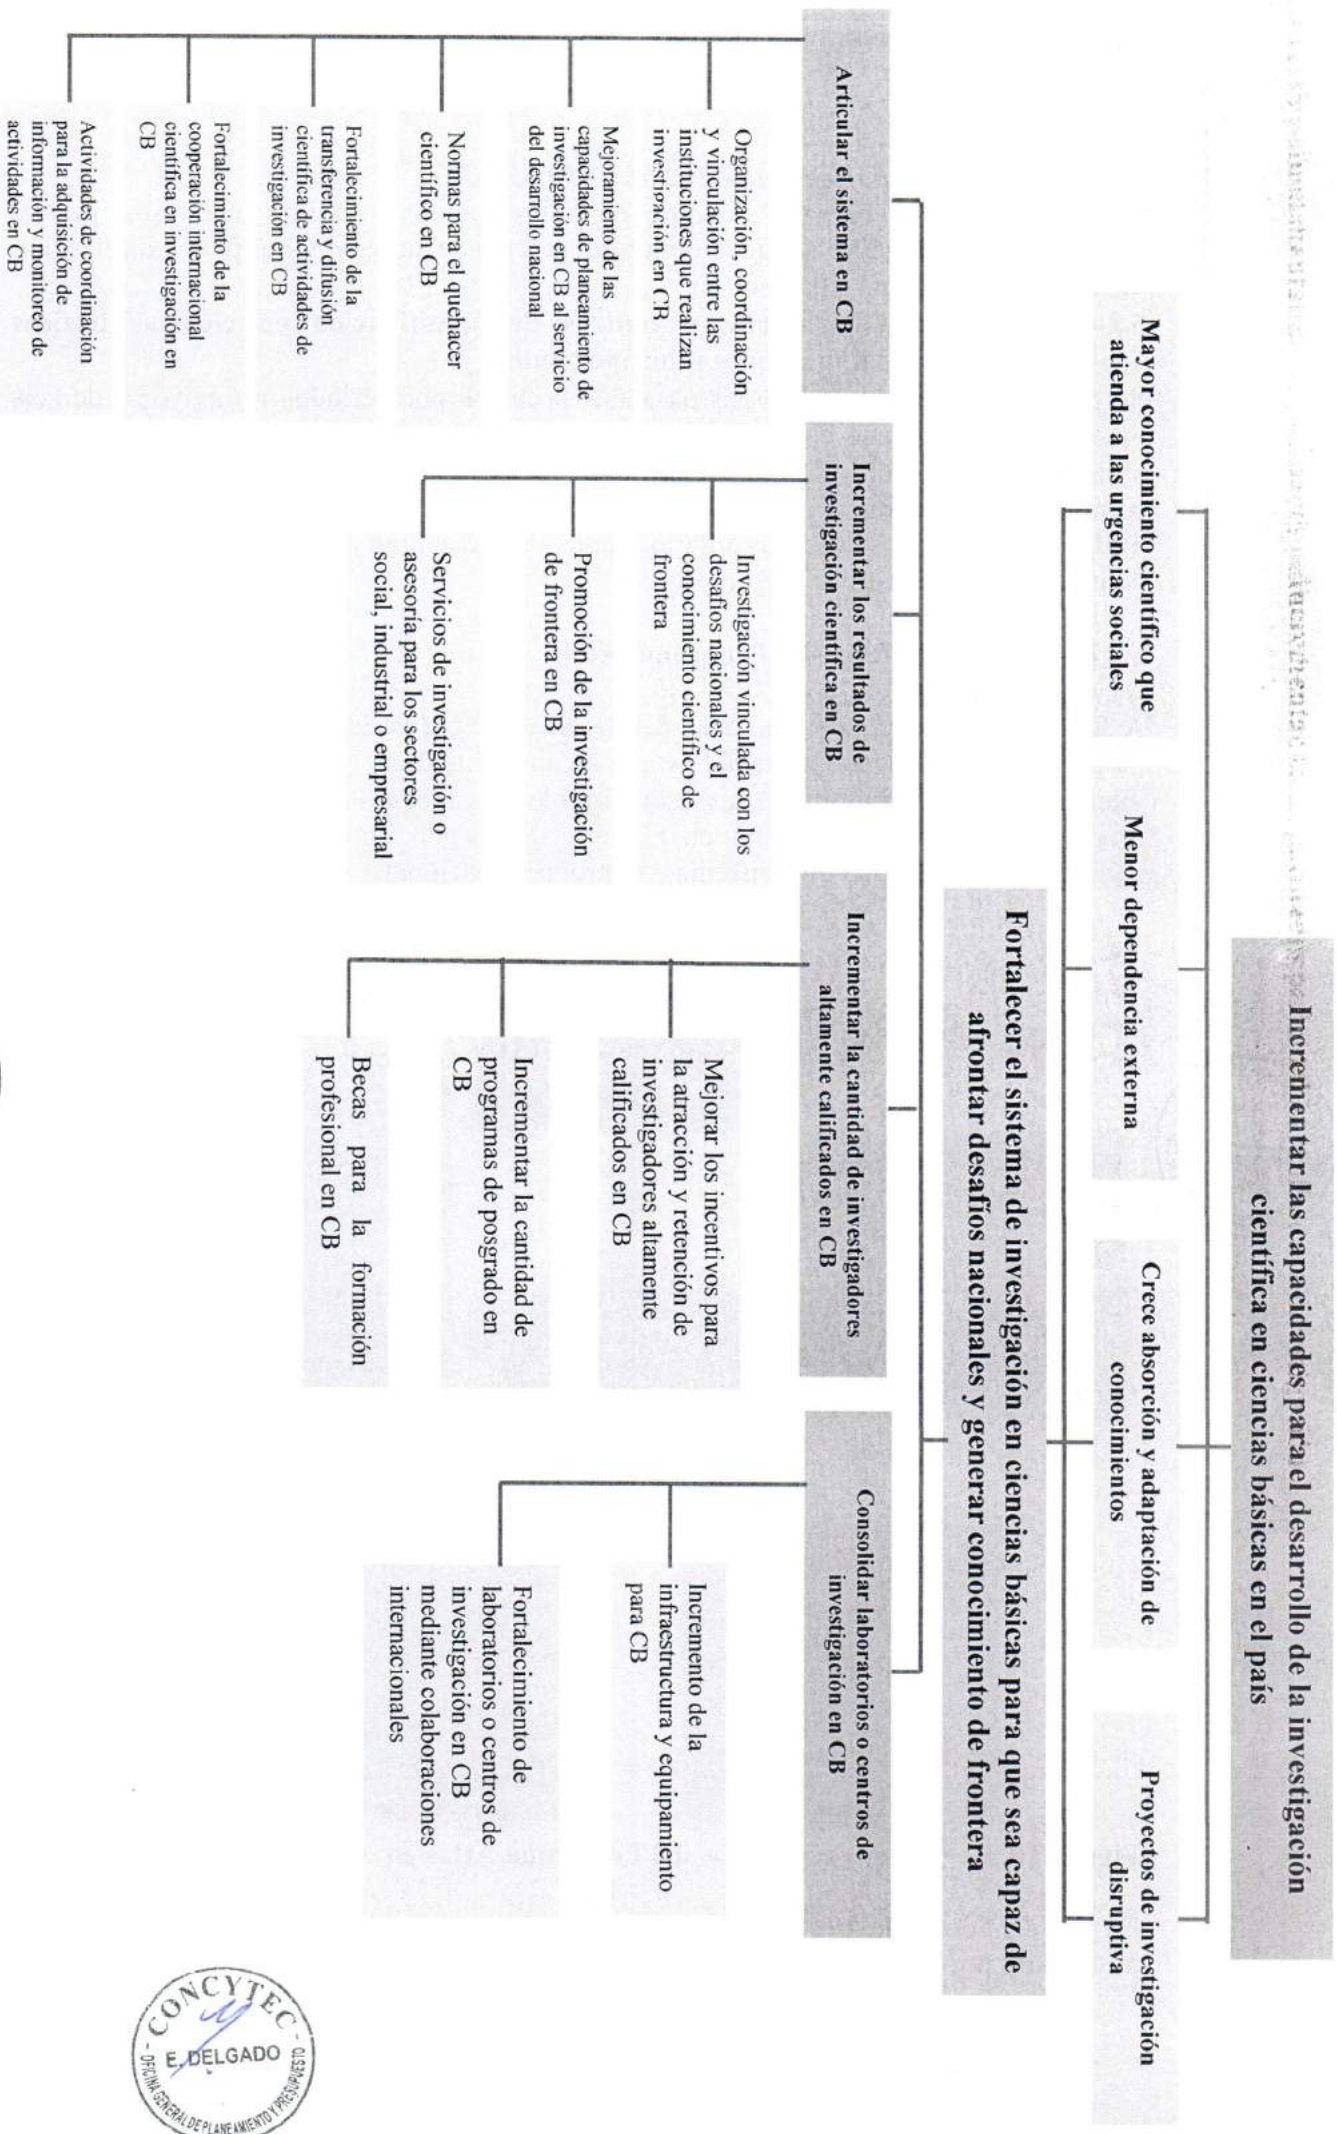 Incrementar las capacidades para el desarrollo de la investigación
científica en ciencias básicas en el país
Mayor conocimiento científico que
atienda a las urgencias sociales
Menor dependencia externa
Crece absorción y adaptación de
conocimientos
Proyectos de investigación
disruptiva
Fortalecer el sistema de investigación en ciencias básicas para que sea capaz de
afrontar desafíos nacionales y generar conocimiento de frontera
Articular el sistema en CB
Organización, coordinación
y vinculación entre las
instituciones que realizan
investigación en CB
Mejoramiento de las
capacidades de planeamiento de
investigación en CB al servicio
del desarrollo nacional
Normas para el quehacer
científico en CB
Fortalecimiento de la
transferencia y difusión
científica de actividades de
investigación en CB
Fortalecimiento de la
cooperación internacional
científica en investigación en
CB
Actividades de coordinación
para la adquisición de
información y monitoreo de
actividades en CB
Incrementar los resultados de
investigación científica en CB
Investigación vinculada con los
desafíos nacionales y el
conocimiento científico de
frontera
Promoción de la investigación
de frontera en CB
Servicios de investigación o
asesoría para los sectores
social, industrial o empresarial
Incrementar la cantidad de investigadores
altamente calificados en CB
Mejorar los incentivos para
la atracción y retención de
investigadores altamente
calificados en CB
Incrementar la cantidad de
programas de posgrado en
CB
Becas para la formación
profesional en CB
Consolidar laboratorios o centros de
investigación en CB
Incremento de la
infraestructura y equipamiento
para CB
Fortalecimiento de
laboratorios o centros de
investigación en CB
mediante colaboraciones
internacionales
CONCYTEC
E. DELGADO
OFICINA GENERAL DE PLANEAMIENTO Y PRESUPUESTO